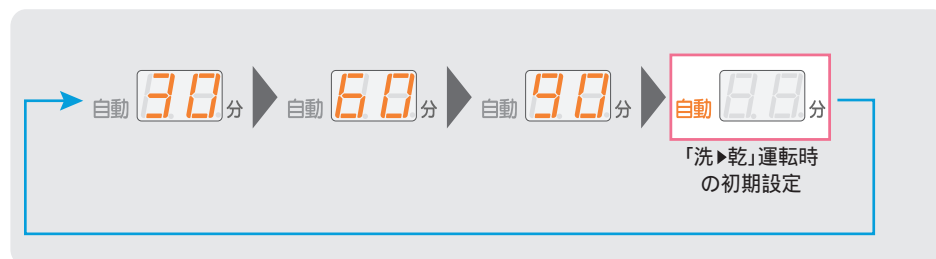 自動 30 分 自動 60 分 自動 90 分 自動 分
「洗▶乾」運転時
の初期設定